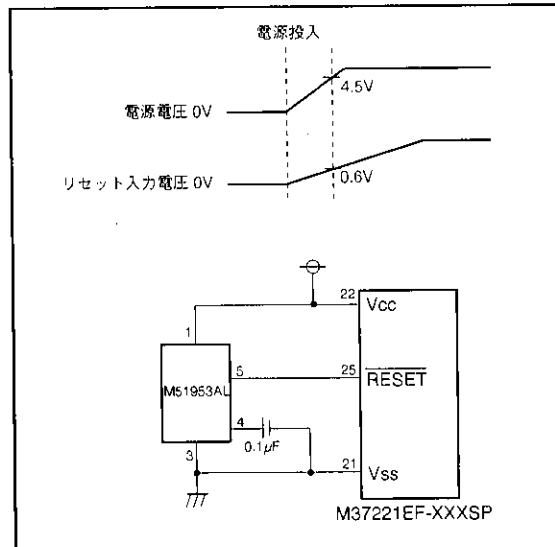 電源投入
4.5V
電源電圧 0V
リセット入力電圧 0V
0.6V
22
Vcc
1
5
25
RESET
M51953AL
4
0.1μF
3
21
Vss
M37221EF-XXXSP